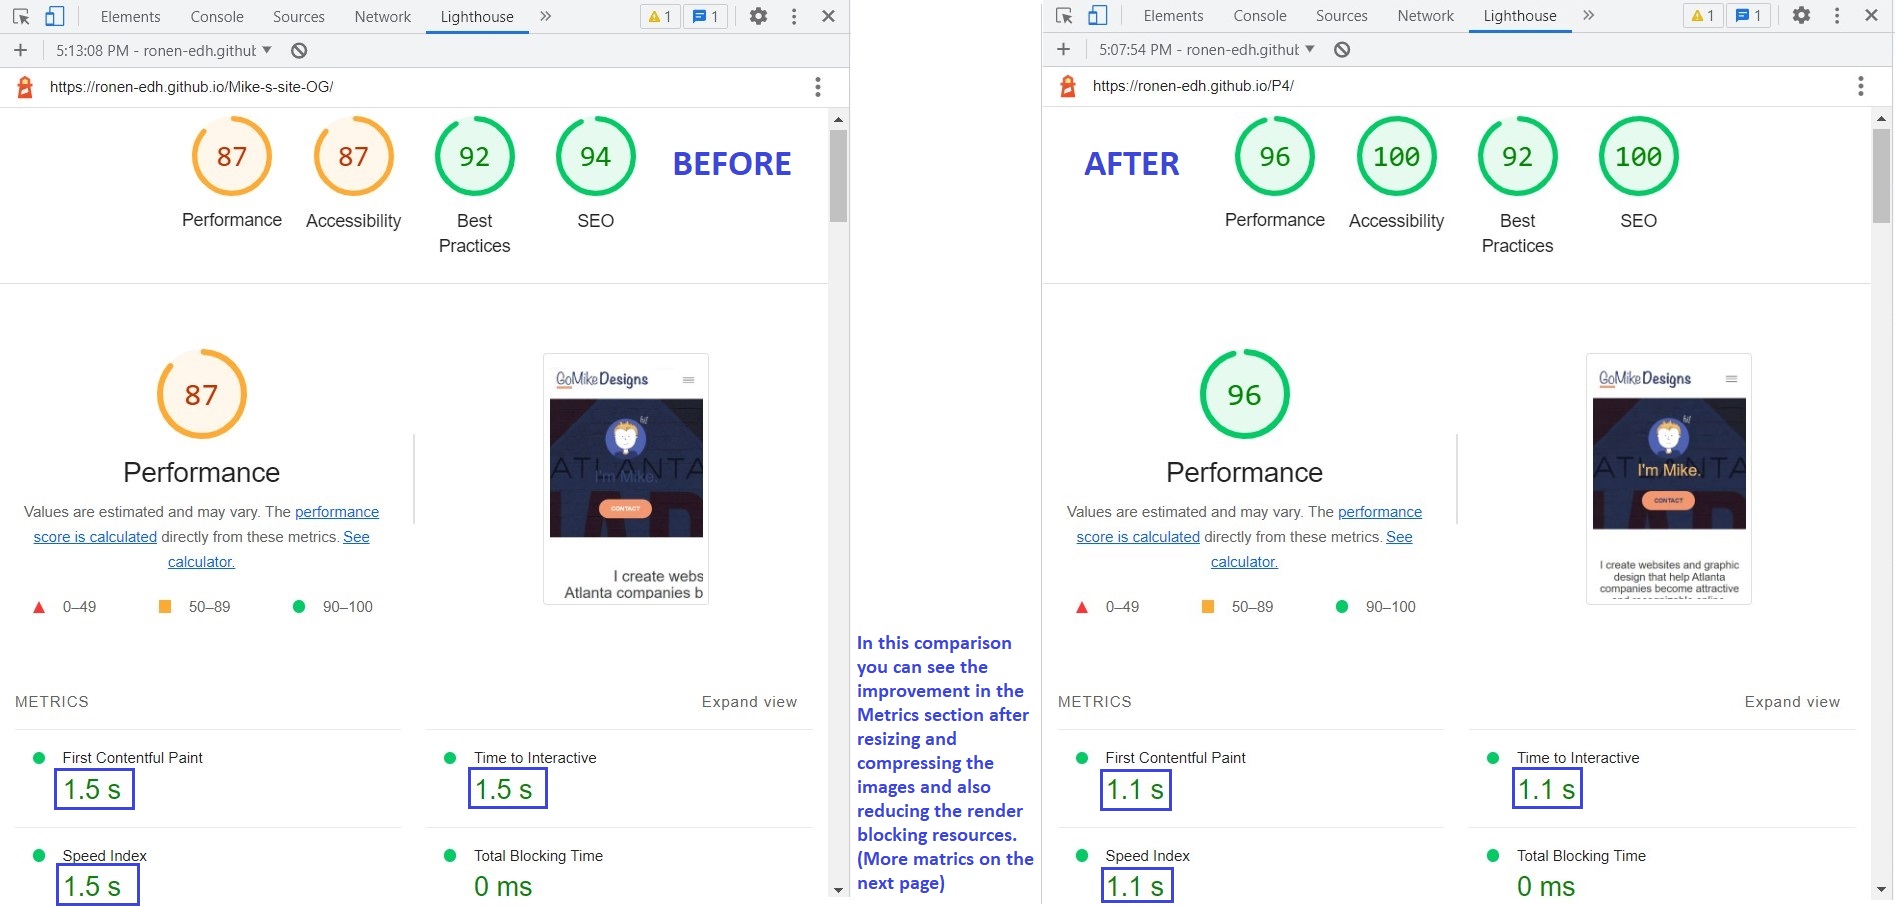 Elements Console Sources Network Lighthouse » 1 1
5:13:08 PM - ronen-edh.github
https://ronen-edh.github.io/Mike-s-site-OG/
87 87 92 94
BEFORE
Performance Accessibility Best Practices SEO
87
Performance
Values are estimated and may vary. The performance
score is calculated directly from these metrics. See
calculator.
0–49 50–89 90–100
GoMikeDesigns
hi!
ATLANTA
I'm Mike.
CONTACT
I create webs
Atlanta companies b
METRICS Expand view
First Contentful Paint
1.5 s
Time to Interactive
1.5 s
Speed Index
1.5 s
Total Blocking Time
0 ms
In this comparison
you can see the
improvement in the
Metrics section after
resizing and
compressing the
images and also
reducing the render
blocking resources.
(More matrics on the
next page)
Elements Console Sources Network Lighthouse » 1 1
5:07:54 PM - ronen-edh.github
https://ronen-edh.github.io/P4/
AFTER
96 100 92 100
Performance Accessibility Best Practices SEO
96
Performance
Values are estimated and may vary. The performance
score is calculated directly from these metrics. See
calculator.
0–49 50–89 90–100
GoMikeDesigns
hi!
ATLANTA
I'm Mike.
CONTACT
I create websites and graphic
design that help Atlanta
companies become attractive
METRICS Expand view
First Contentful Paint
1.1 s
Time to Interactive
1.1 s
Speed Index
1.1 s
Total Blocking Time
0 ms